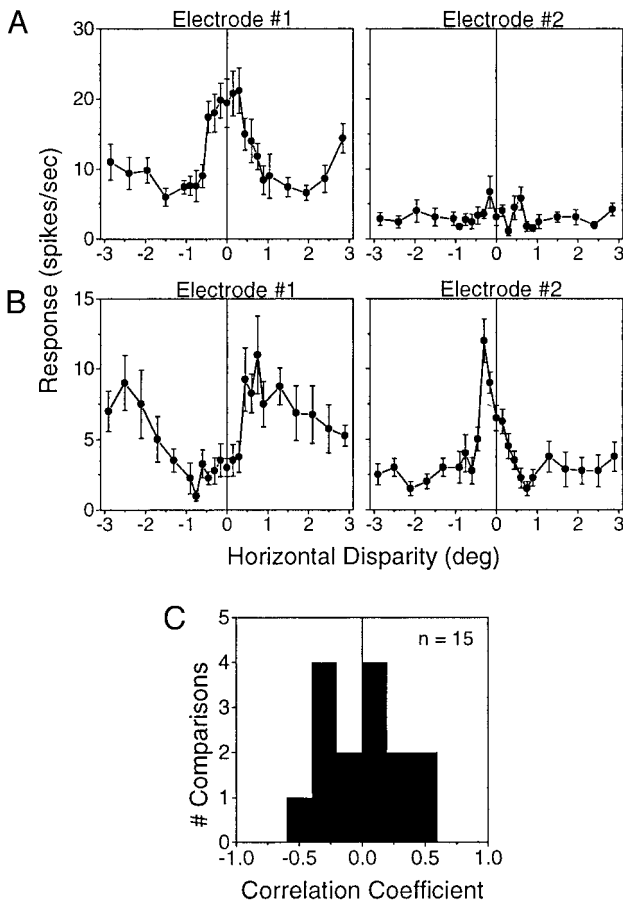 A
Electrode #1
Electrode #2
30
20
10
0
-3 -2 -1 0 1 2 3
-3 -2 -1 0 1 2 3
B
Electrode #1
Electrode #2
15
10
5
0
-3 -2 -1 0 1 2 3
-3 -2 -1 0 1 2 3
Response (spikes/sec)
Horizontal Disparity (deg)
C
n = 15
5
4
3
2
1
0
-1.0 -0.5 0.0 0.5 1.0
# Comparisons
Correlation Coefficient